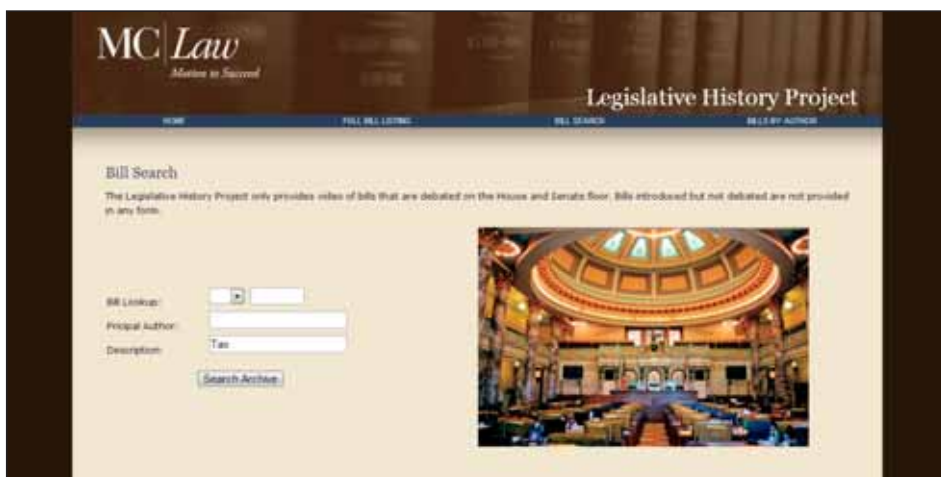 MC Law
Motion to Succeed
Legislative History Project
HOME FULL BILL LISTING BILL SEARCH BILLS BY AUTHOR
Bill Search
The Legislative History Project only provides video of bills that are debated on the House and Senate floor. Bills introduced but not debated are not provided
in any form.
Bill Lookup:
Pricipal Author:
Description: Tax
Search Archive